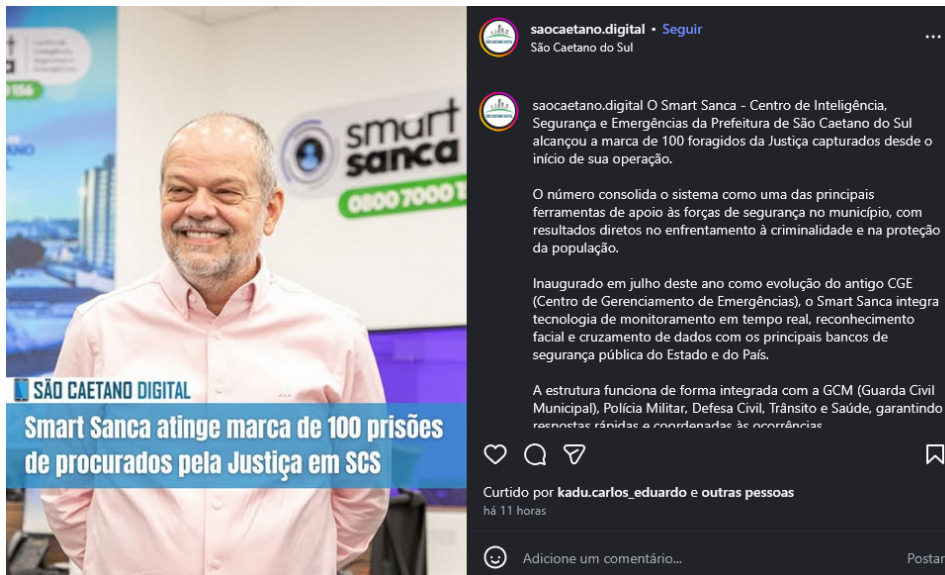 156
smart
sanca
0800 7000 1
SÃO CAETANO DIGITAL
Smart Sanca atinge marca de 100 prisões
de procurados pela Justiça em SCS
saocaetano.digital • Seguir
São Caetano do Sul
saocaetano.digital O Smart Sanca - Centro de Inteligência,
Segurança e Emergências da Prefeitura de São Caetano do Sul
alcançou a marca de 100 foragidos da Justiça capturados desde o
início de sua operação.
O número consolida o sistema como uma das principais
ferramentas de apoio às forças de segurança no município, com
resultados diretos no enfrentamento à criminalidade e na proteção
da população.
Inaugurado em julho deste ano como evolução do antigo CGE
(Centro de Gerenciamento de Emergências), o Smart Sanca integra
tecnologia de monitoramento em tempo real, reconhecimento
facial e cruzamento de dados com os principais bancos de
segurança pública do Estado e do País.
A estrutura funciona de forma integrada com a GCM (Guarda Civil
Municipal), Polícia Militar, Defesa Civil, Trânsito e Saúde, garantindo
respostas rápidas e coordenadas às ocorrências.
Curtido por kadu.carlos_eduardo e outras pessoas
há 11 horas
Adicione um comentário...
Postar